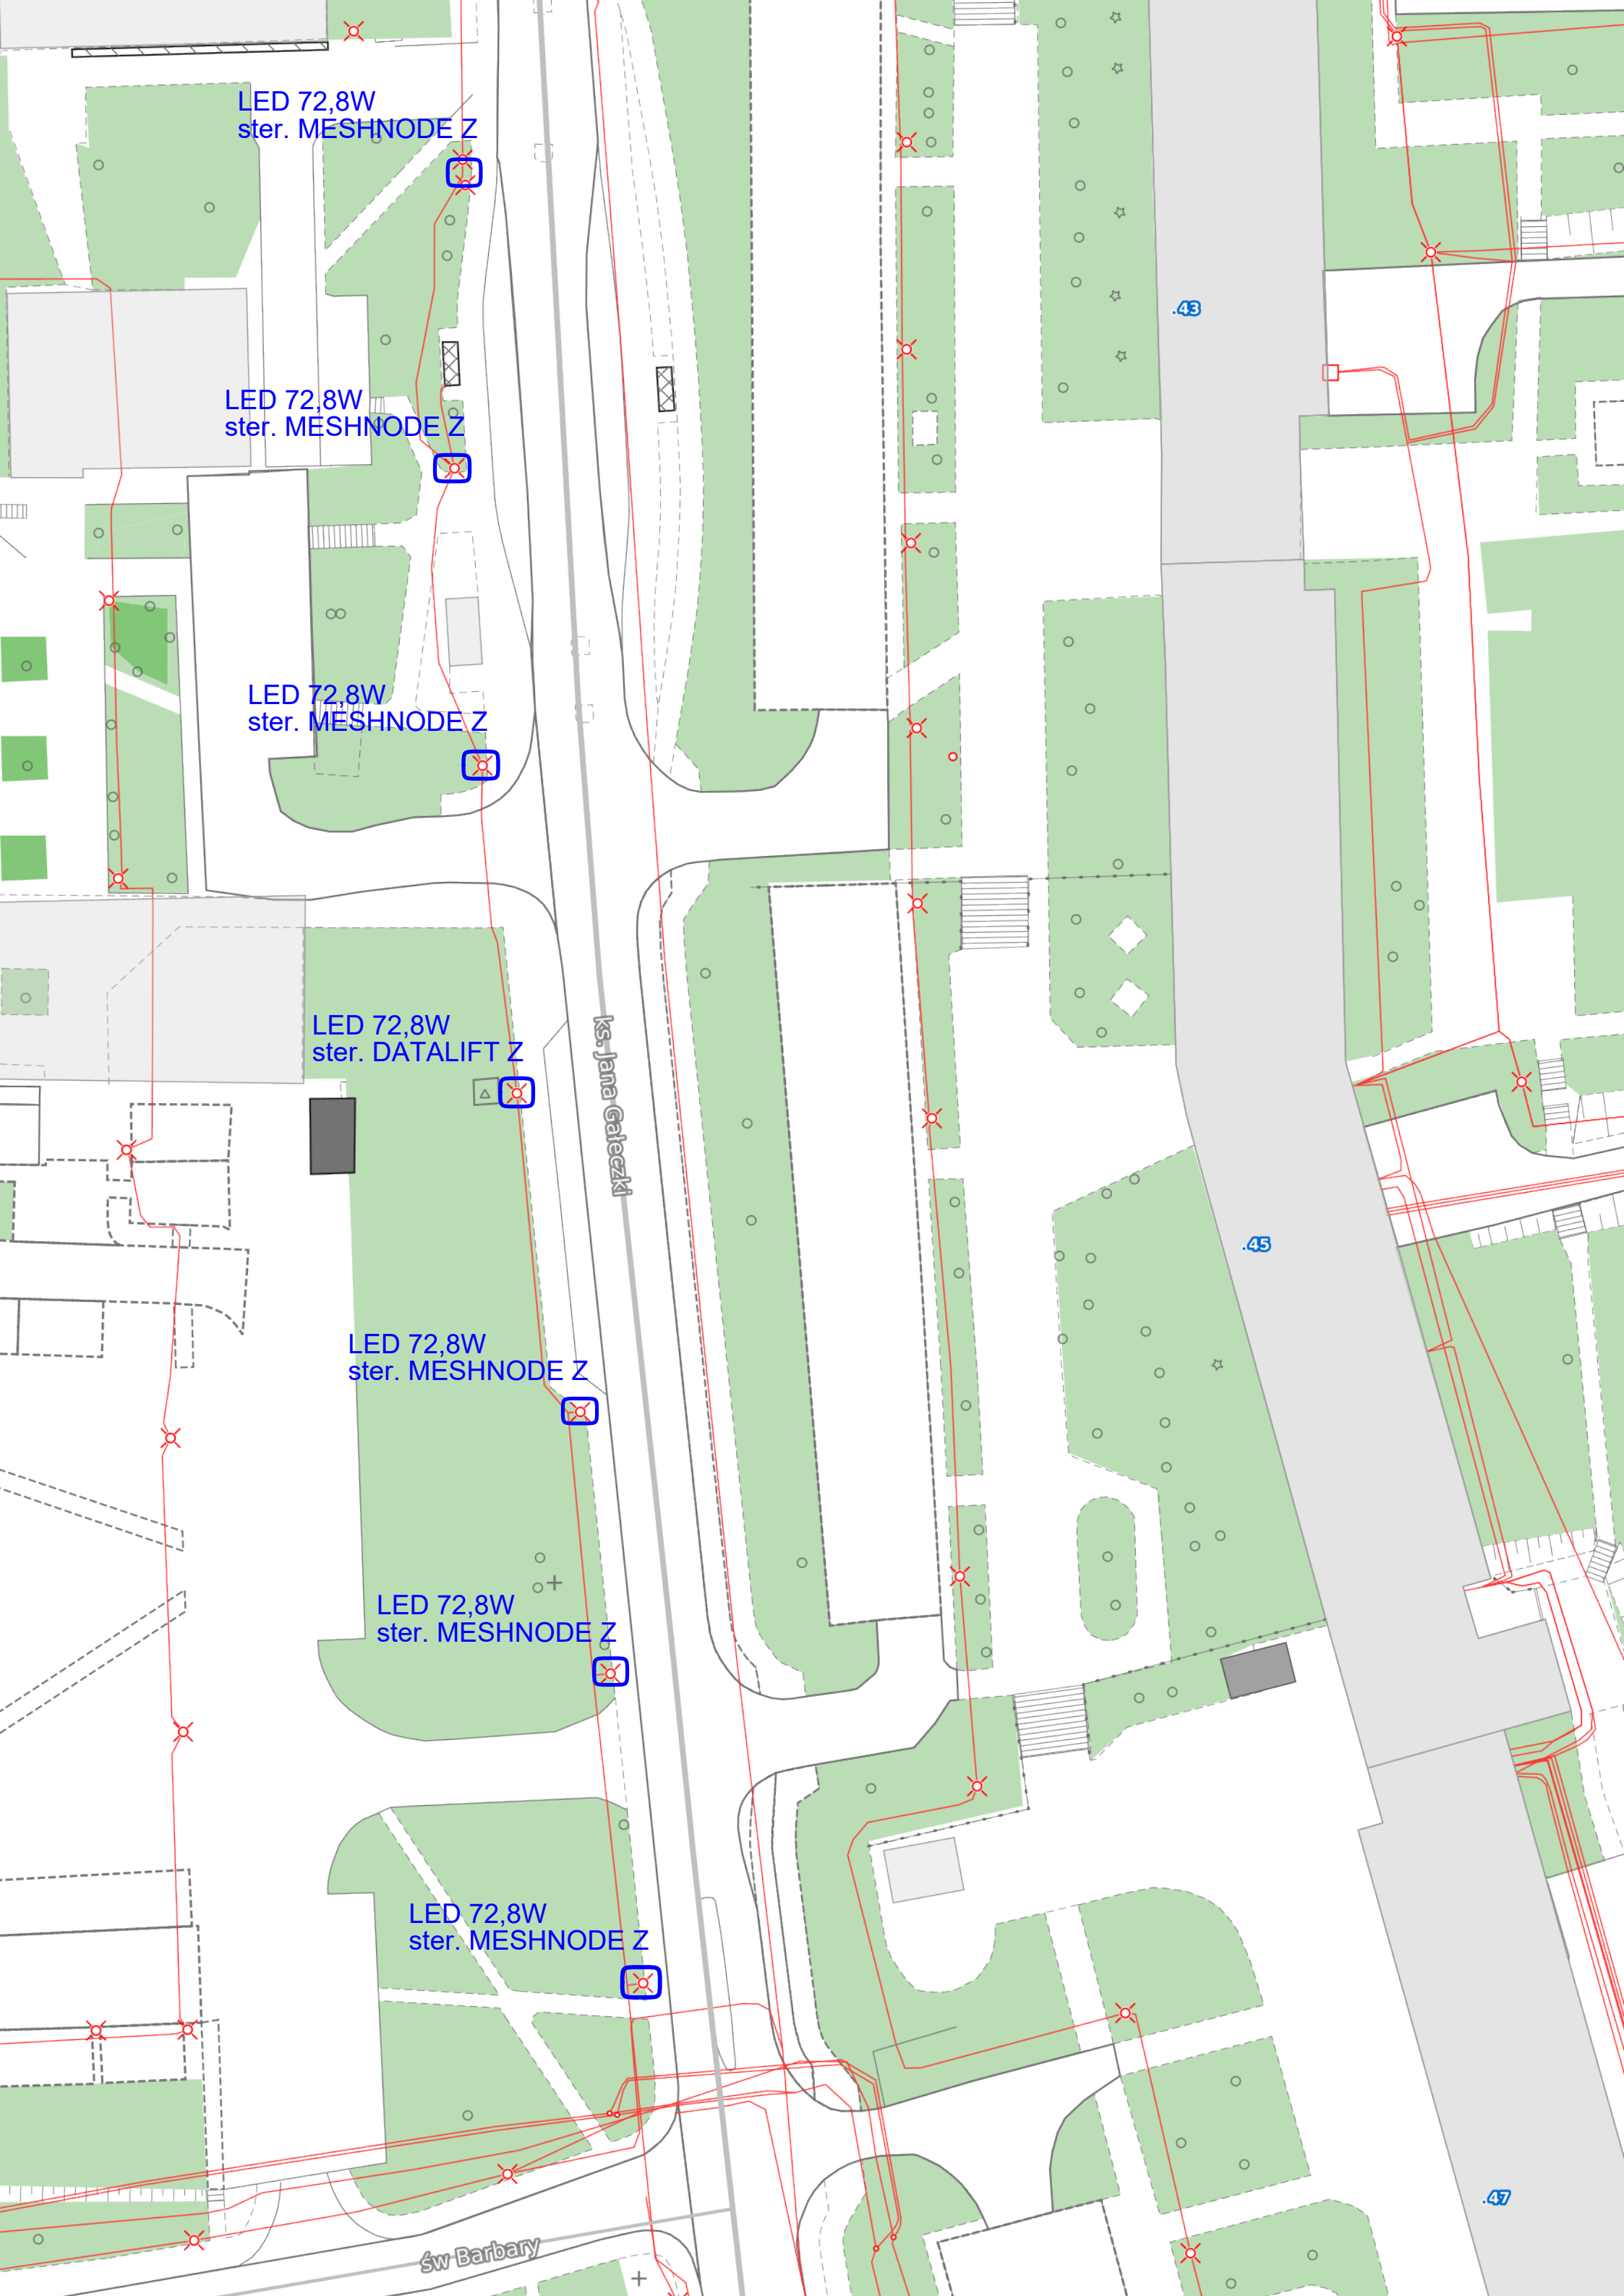 LED 72,8W
ster. MESHNODE Z
.43
LED 72,8W
ster. MESHNODE Z
LED 72,8W
ster. MESHNODE Z
LED 72,8W
ster. DATALIFT Z
ks. Jana Gałeczki
.45
LED 72,8W
ster. MESHNODE Z
LED 72,8W
ster. MESHNODE Z
LED 72,8W
ster. MESHNODE Z
.47
św Barbary